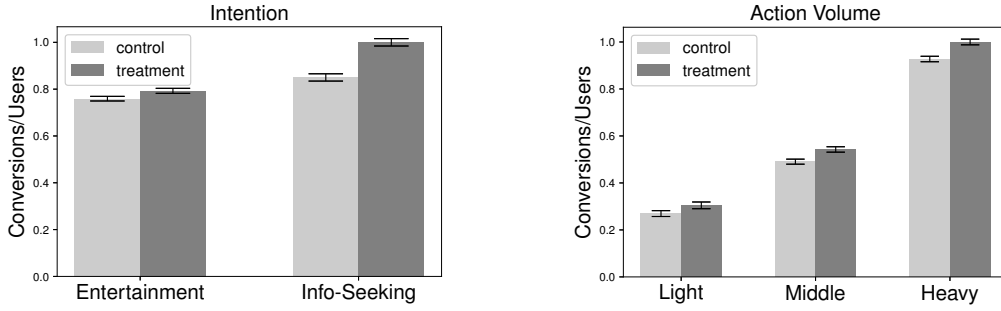 Intention
Conversions/Users
1.0
0.8
0.6
0.4
0.2
0.0
control
treatment
Entertainment
Info-Seeking
Action Volume
Conversions/Users
1.0
0.8
0.6
0.4
0.2
0.0
control
treatment
Light
Middle
Heavy